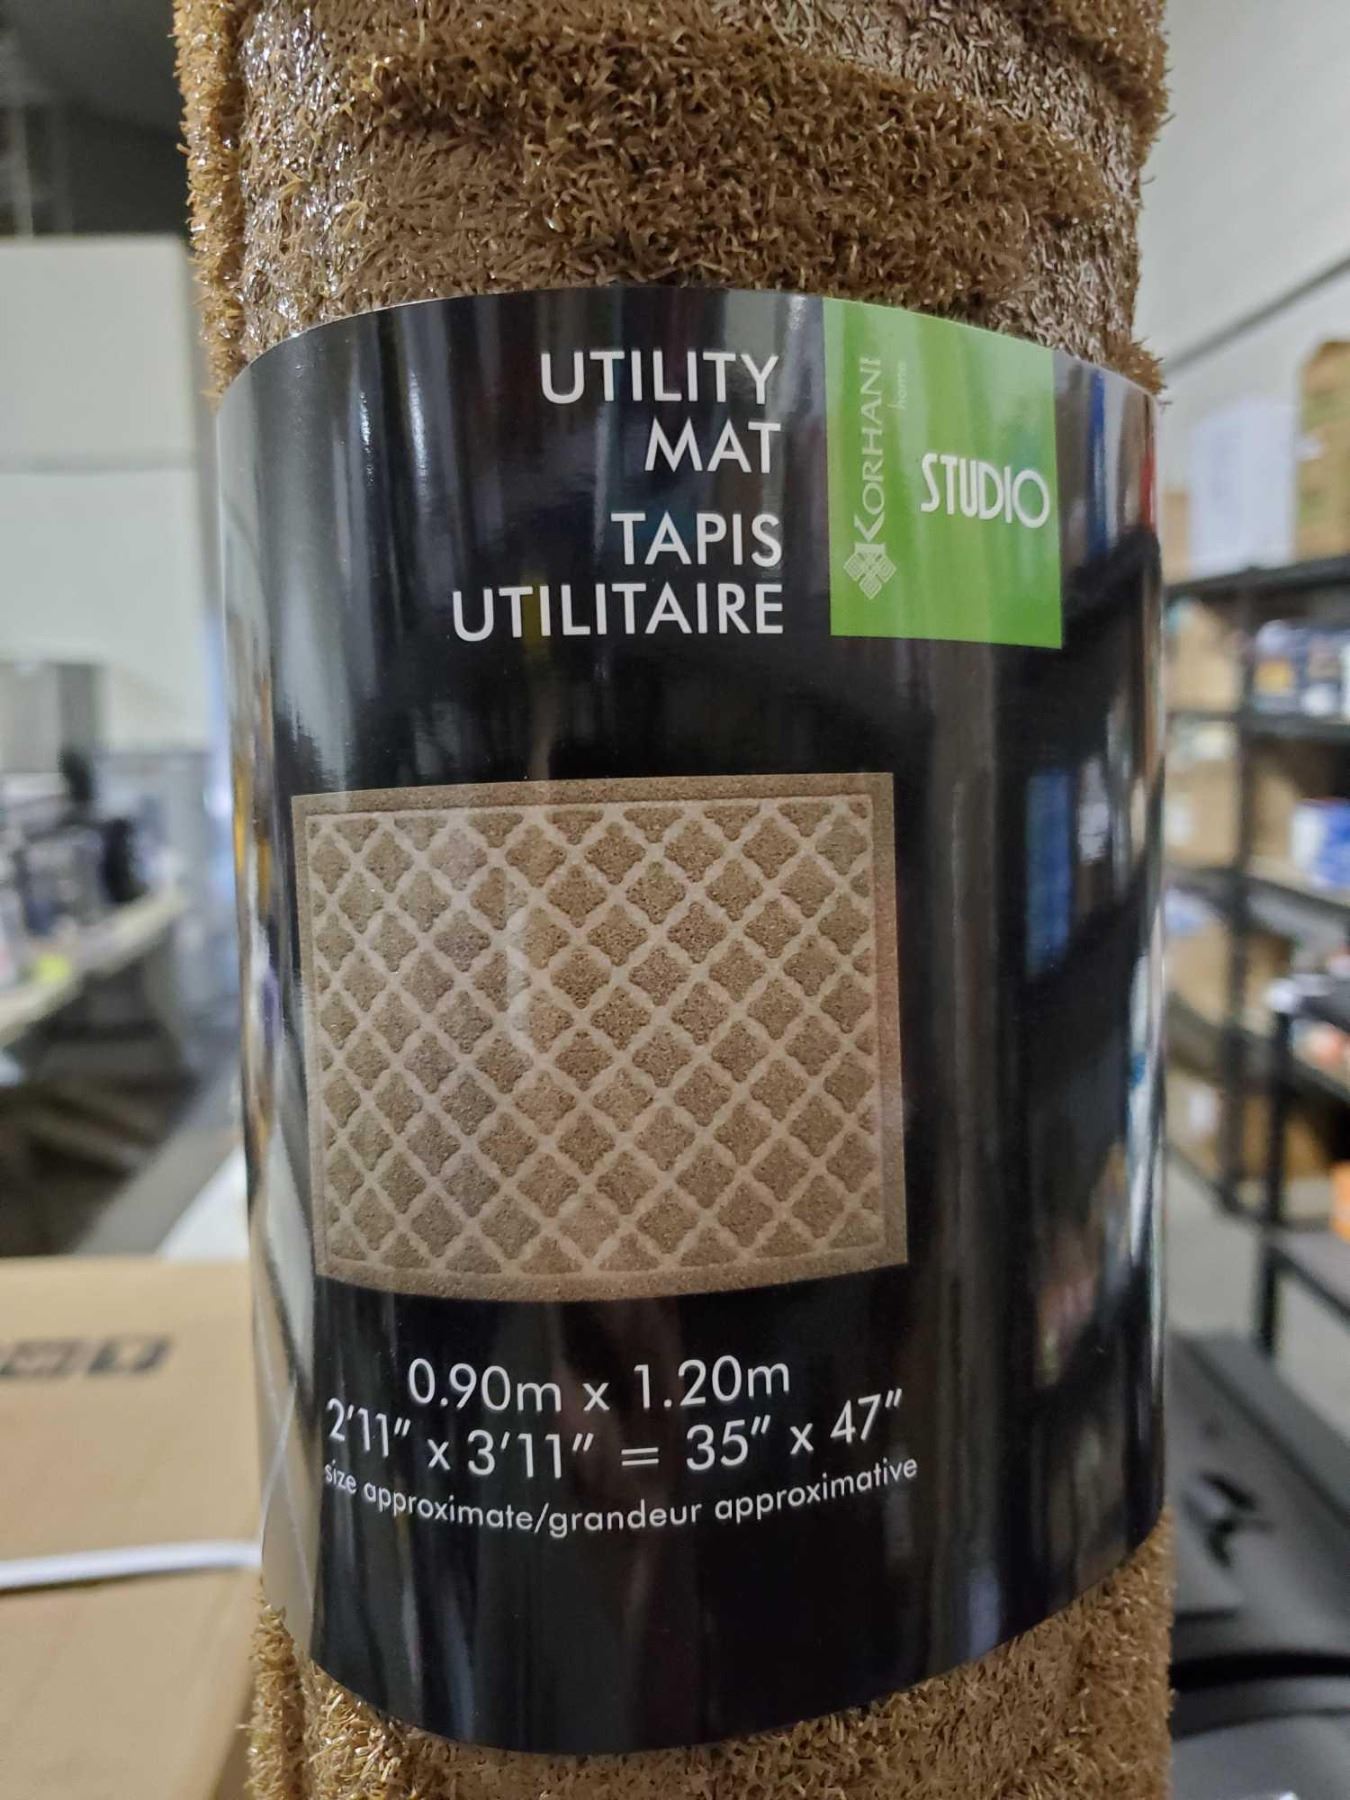 UTILITY
MAT
TAPIS
UTILITAIRE
KORHANI
home
STUDIO
0.90m x 1.20m
2'11" x 3'11" = 35" x 47"
size approximate/grandeur approximative